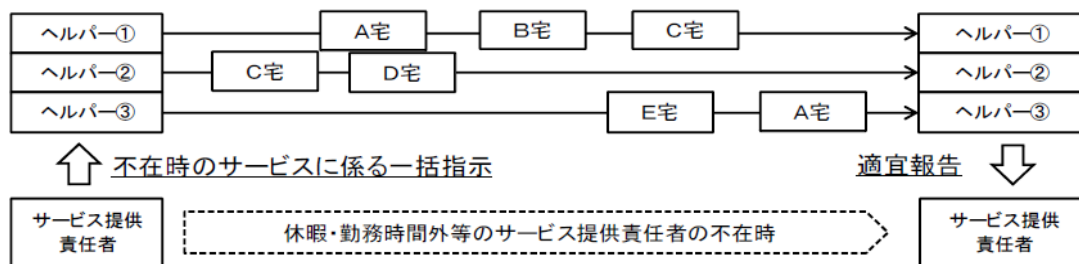 ヘルパー① A宅 B宅 C宅 ヘルパー①
ヘルパー② C宅 D宅 ヘルパー②
ヘルパー③ E宅 A宅 ヘルパー③
不在時のサービスに係る一括指示 適宜報告
サービス提供
責任者
休暇・勤務時間外等のサービス提供責任者の不在時
サービス提供
責任者